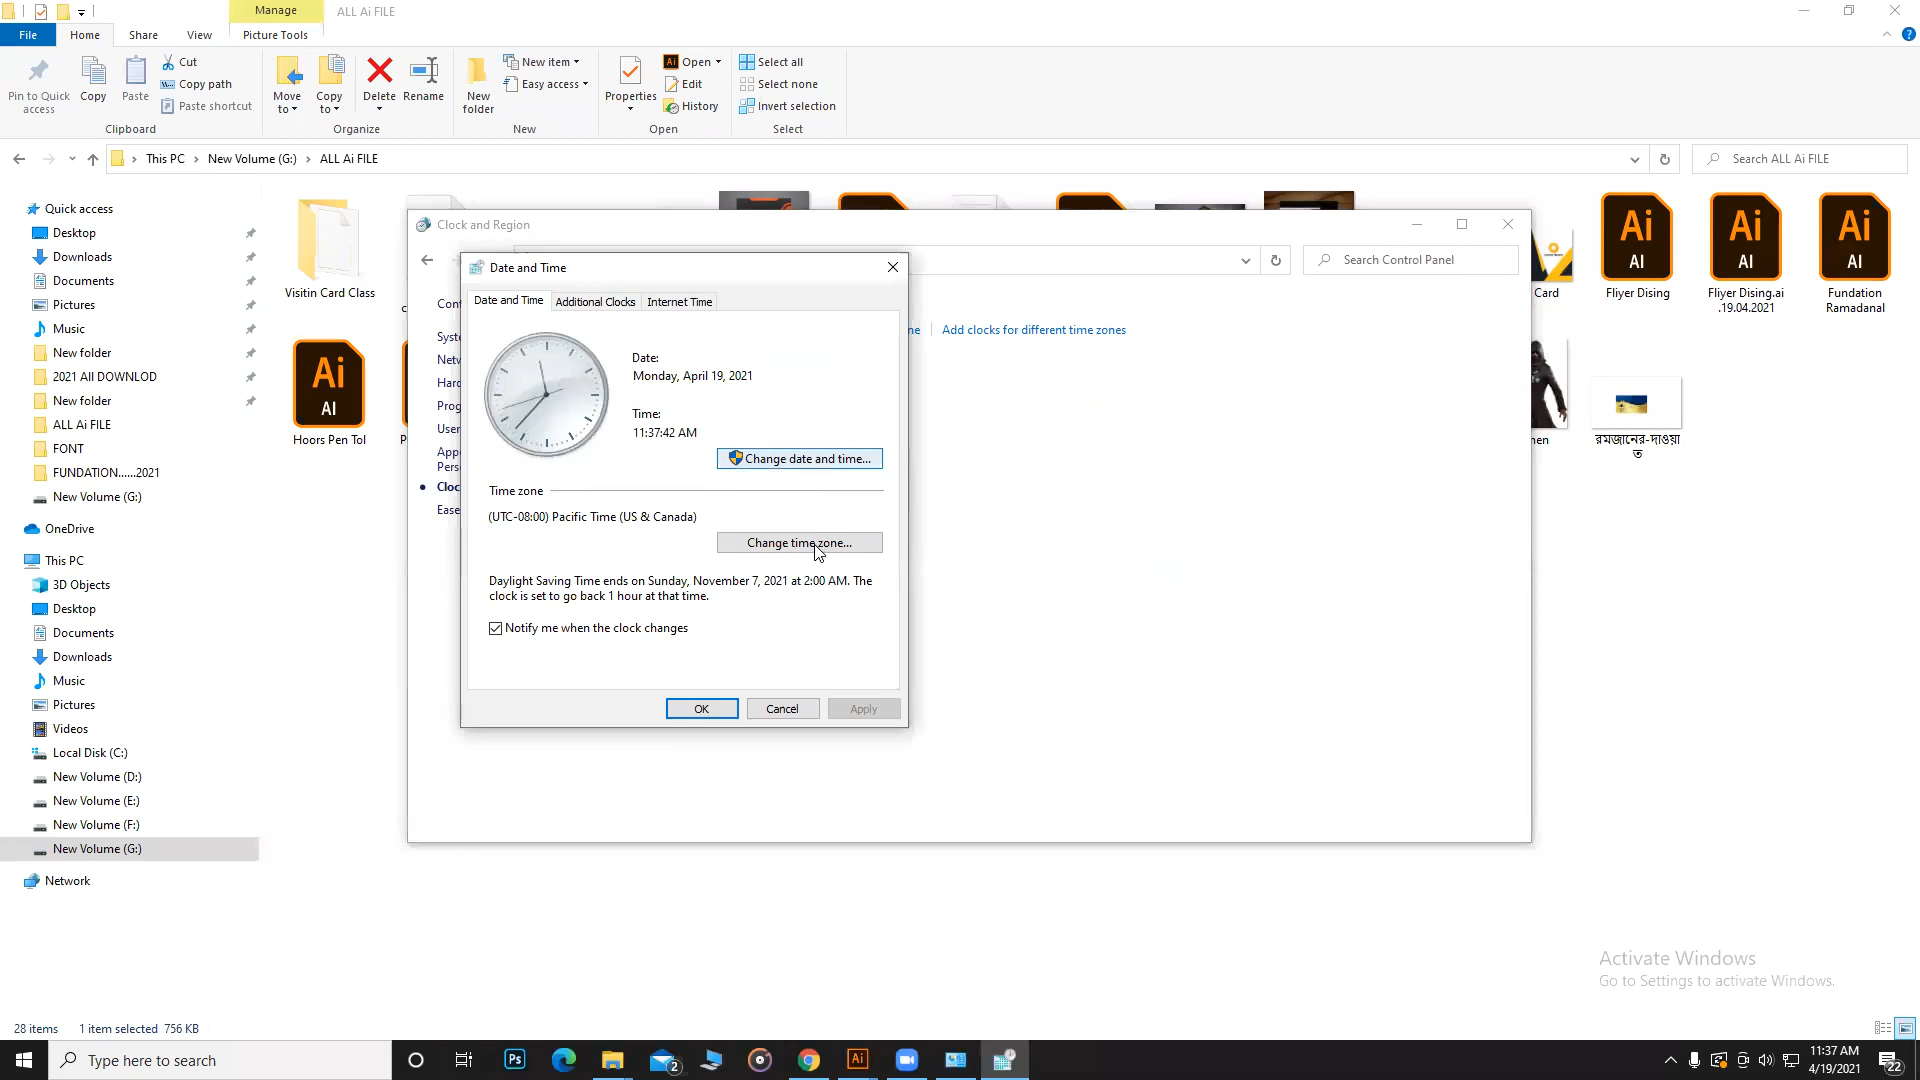 Manage
ALL Ai FILE
File
Home
Share
View
Picture Tools
Pin to Quick access
Copy
Paste
Cut
Copy path
Paste shortcut
Move to
Copy to
Delete
Rename
New folder
New item
Easy access
Properties
Open
Edit
History
Select all
Select none
Invert selection
Clipboard
Organize
New
Open
Select
This PC > New Volume (G:) > ALL Ai FILE
Search ALL Ai FILE
Quick access
Desktop
Downloads
Documents
Pictures
Music
New folder
2021 All DOWNLOD
New folder
ALL Ai FILE
FONT
FUNDATION......2021
New Volume (G:)
OneDrive
This PC
3D Objects
Desktop
Documents
Downloads
Music
Pictures
Videos
Local Disk (C:)
New Volume (D:)
New Volume (E:)
New Volume (F:)
New Volume (G:)
Network
Visitin Card Class
Ai
AI
Hoors Pen Tol
Card
Ai
AI
Fliyer Dising
Ai
AI
Fliyer Dising.ai
.19.04.2021
Ai
AI
Fundation
Ramadanal
রমজানের-দাওয়া
ত
Clock and Region
Search Control Panel
Add clocks for different time zones
Date and Time
Date and Time
Additional Clocks
Internet Time
Date:
Monday, April 19, 2021
Time:
11:37:42 AM
Change date and time...
Time zone
(UTC-08:00) Pacific Time (US & Canada)
Change time zone...
Daylight Saving Time ends on Sunday, November 7, 2021 at 2:00 AM. The
clock is set to go back 1 hour at that time.
Notify me when the clock changes
OK
Cancel
Apply
Activate Windows
Go to Settings to activate Windows.
28 items
1 item selected 756 KB
Type here to search
Ps
2
Ai
11:37 AM
4/19/2021
22